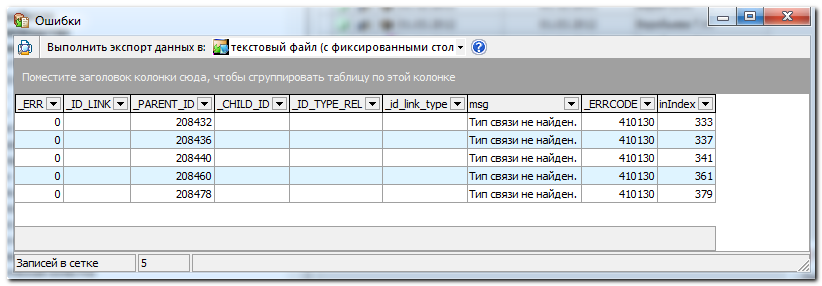 Ошибки
Выполнить экспорт данных в: текстовый файл (с фиксированными стол
Поместите заголовок колонки сюда, чтобы сгруппировать таблицу по этой колонке
_ERR _ID_LINK _PARENT_ID _CHILD_ID _ID_TYPE_REL _id_link_type msg _ERRCODE inIndex
0 208432 Тип связи не найден. 410130 333
0 208436 Тип связи не найден. 410130 337
0 208440 Тип связи не найден. 410130 341
0 208460 Тип связи не найден. 410130 361
0 208478 Тип связи не найден. 410130 379
Записей в сетке 5